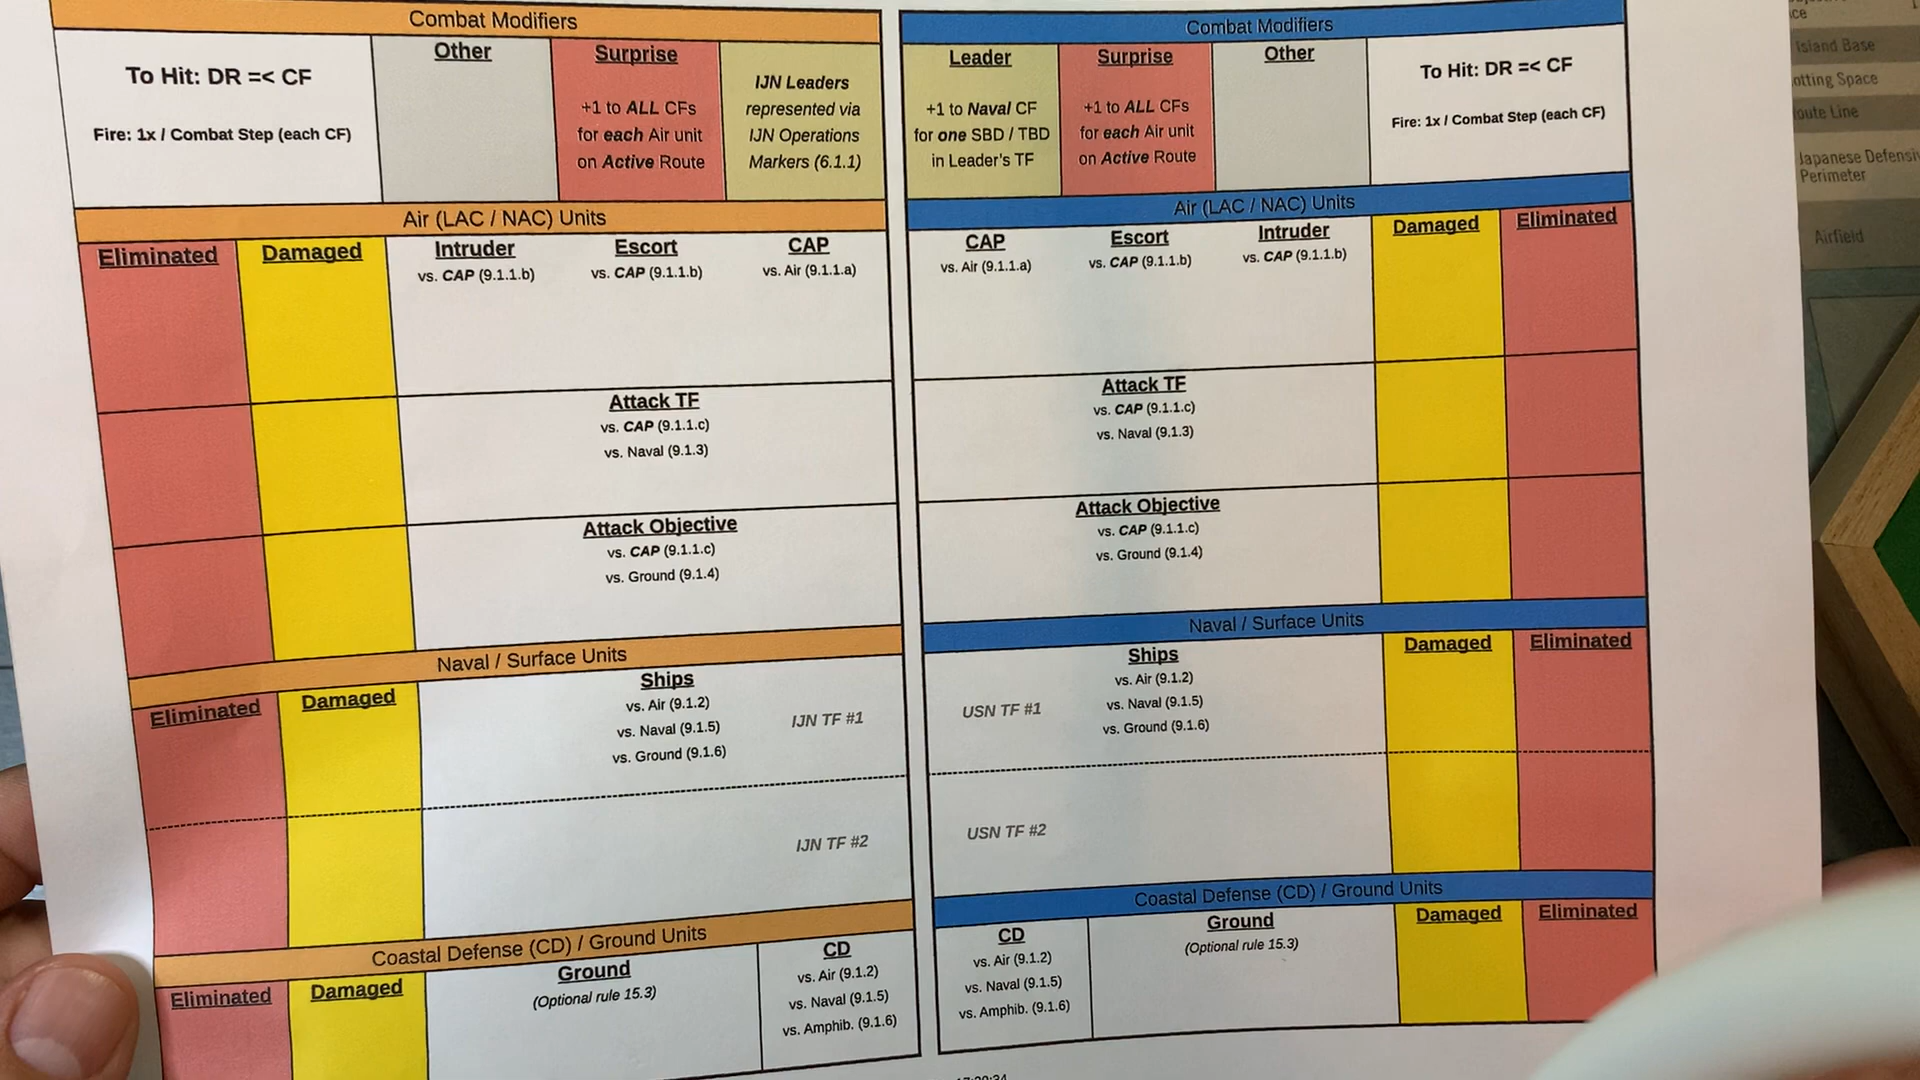 Combat Modifiers
To Hit: DR =< CF
Fire: 1x / Combat Step (each CF)
Other
Surprise
+1 to ALL CFs
for each Air unit
on Active Route
IJN Leaders
represented via
IJN Operations
Markers (6.1.1)
Air (LAC / NAC) Units
Eliminated
Damaged
Intruder
vs. CAP (9.1.1.b)
Escort
vs. CAP (9.1.1.b)
CAP
vs. Air (9.1.1.a)
Attack TF
vs. CAP (9.1.1.c)
vs. Naval (9.1.3)
Attack Objective
vs. CAP (9.1.1.c)
vs. Ground (9.1.4)
Naval / Surface Units
Eliminated
Damaged
Ships
vs. Air (9.1.2)
vs. Naval (9.1.5)
vs. Ground (9.1.6)
IJN TF #1
IJN TF #2
Coastal Defense (CD) / Ground Units
Eliminated
Damaged
Ground
(Optional rule 15.3)
CD
vs. Air (9.1.2)
vs. Naval (9.1.5)
vs. Amphib. (9.1.6)
Combat Modifiers
Leader
+1 to Naval CF
for one SBD / TBD
in Leader's TF
Surprise
+1 to ALL CFs
for each Air unit
on Active Route
Other
To Hit: DR =< CF
Fire: 1x / Combat Step (each CF)
Air (LAC / NAC) Units
CAP
vs. Air (9.1.1.a)
Escort
vs. CAP (9.1.1.b)
Intruder
vs. CAP (9.1.1.b)
Damaged
Eliminated
Attack TF
vs. CAP (9.1.1.c)
vs. Naval (9.1.3)
Attack Objective
vs. CAP (9.1.1.c)
vs. Ground (9.1.4)
Naval / Surface Units
USN TF #1
Ships
vs. Air (9.1.2)
vs. Naval (9.1.5)
vs. Ground (9.1.6)
Damaged
Eliminated
USN TF #2
Coastal Defense (CD) / Ground Units
CD
vs. Air (9.1.2)
vs. Naval (9.1.5)
vs. Amphib. (9.1.6)
Ground
(Optional rule 15.3)
Damaged
Eliminated
Island Base
Space
Line
Japanese
Perimeter
Airfield